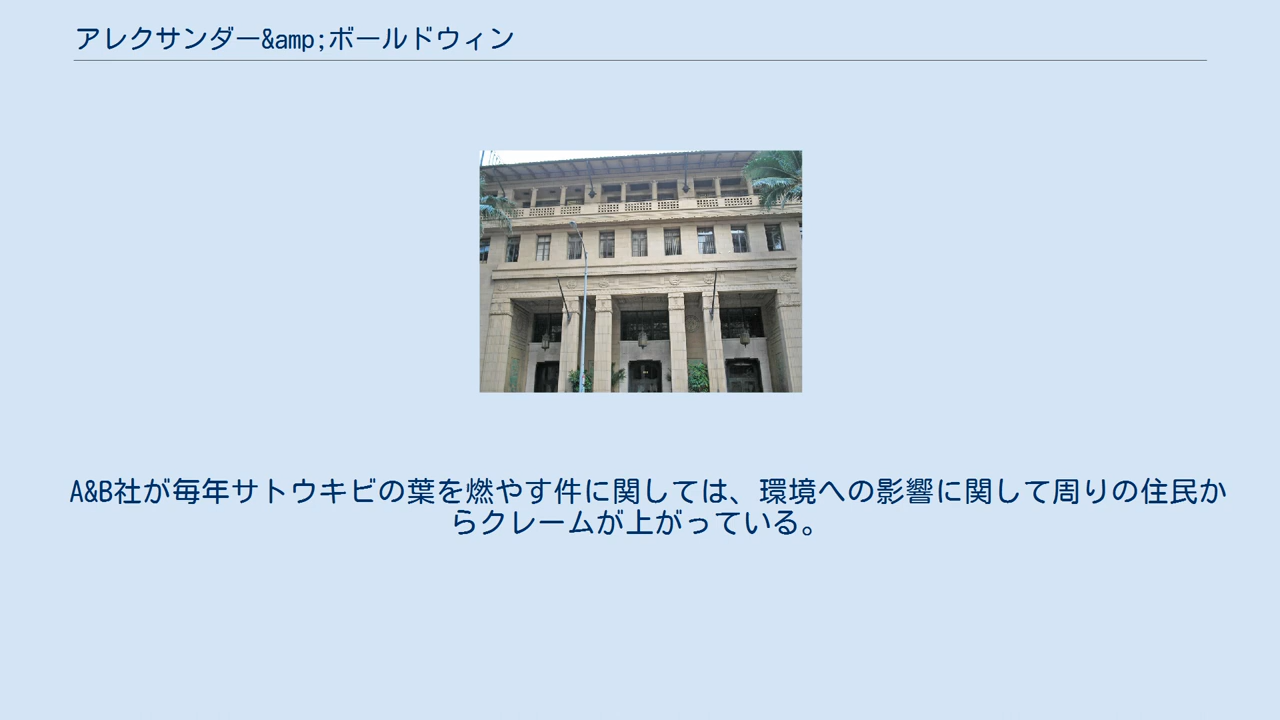 アレクサンダー&amp;ボールドウィン
A&B社が毎年サトウキビの葉を燃やす件に関しては、環境への影響に関して周りの住民か
らクレームが上がっている。